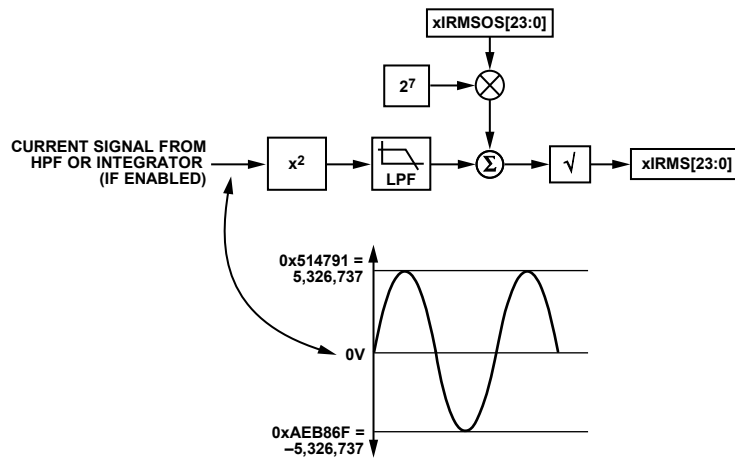 xIRMSOS[23:0]
2⁷
CURRENT SIGNAL FROM
HPF OR INTEGRATOR
(IF ENABLED)
x²
LPF
Σ
√
xIRMS[23:0]
0x514791 =
5,326,737
0V
0xAEB86F =
–5,326,737